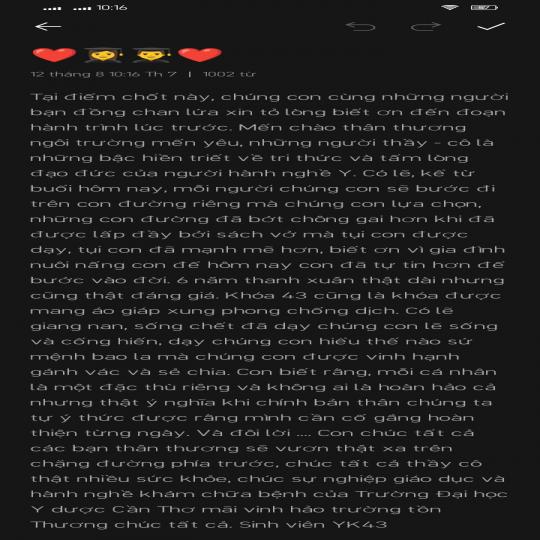 10:16
12 tháng 8 10:16 Th 7 | 1002 từ
Tại điểm chốt này, chúng con cùng những người
bạn đồng chan lứa xin tỏ lòng biết ơn đến đoạn
hành trình lúc trước. Mến chào thân thương
ngôi trường mến yêu, những người thầy - cô là
những bậc hiền triết về tri thức và tấm lòng
đạo đức của người hành nghề Y. Có lẽ, kể từ
buổi hôm nay, mỗi người chúng con sẽ bước đi
trên con đường riêng mà chúng con lựa chọn,
những con đường đã bớt chông gai hơn khi đã
được lấp đầy bởi sách vở mà tụi con được
dạy, tụi con đã mạnh mẽ hơn, biết ơn vì gia đình
nuôi nấng con để hôm nay con đã tự tin hơn để
bước vào đời. 6 năm thanh xuân thật dài nhưng
cũng thật đáng giá. Khóa 43 cũng là khóa được
mang áo giáp xung phong chống dịch. Có lẽ
giang nan, sống chết đã dạy chúng con lẽ sống
và cống hiến, dạy chúng con hiểu thế nào sứ
mệnh bao la mà chúng con được vinh hạnh
gánh vác và sẻ chia. Con biết rằng, mỗi cá nhân
là một đặc thù riêng và không ai là hoàn hảo cả
nhưng thật ý nghĩa khi chính bản thân chúng ta
tự ý thức được rằng mình cần cố gắng hoàn
thiện từng ngày. Và đôi lời .... Con chúc tất cả
các bạn thân thương sẽ vươn thật xa trên
chặng đường phía trước, chúc tất cả thầy cô
thật nhiều sức khỏe, chúc sự nghiệp giáo dục và
hành nghề khám chữa bệnh của Trường Đại học
Y dược Cần Thơ mãi vinh hảo trường tồn
Thương chúc tất cả. Sinh viên YK43